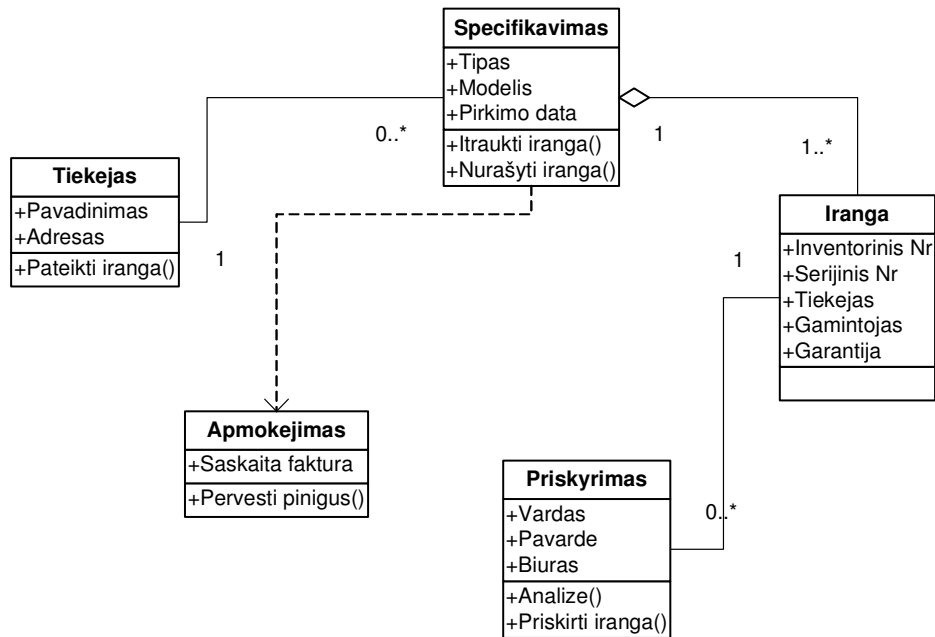 Specifikavimas
+Tipas
+Modelis
+Pirkimo data
+Itraukti iranga()
+Nurašyti iranga()
0..*
1
1..*
Tiekejas
+Pavadinimas
+Adresas
+Pateikti iranga()
1
Iranga
+Inventorinis Nr
+Serijinis Nr
+Tiekejas
+Gamintojas
+Garantija
1
Apmokejimas
+Saskaita faktura
+Pervesti pinigus()
Priskyrimas
+Vardas
+Pavarde
+Biuras
+Analize()
+Priskirti iranga()
0..*